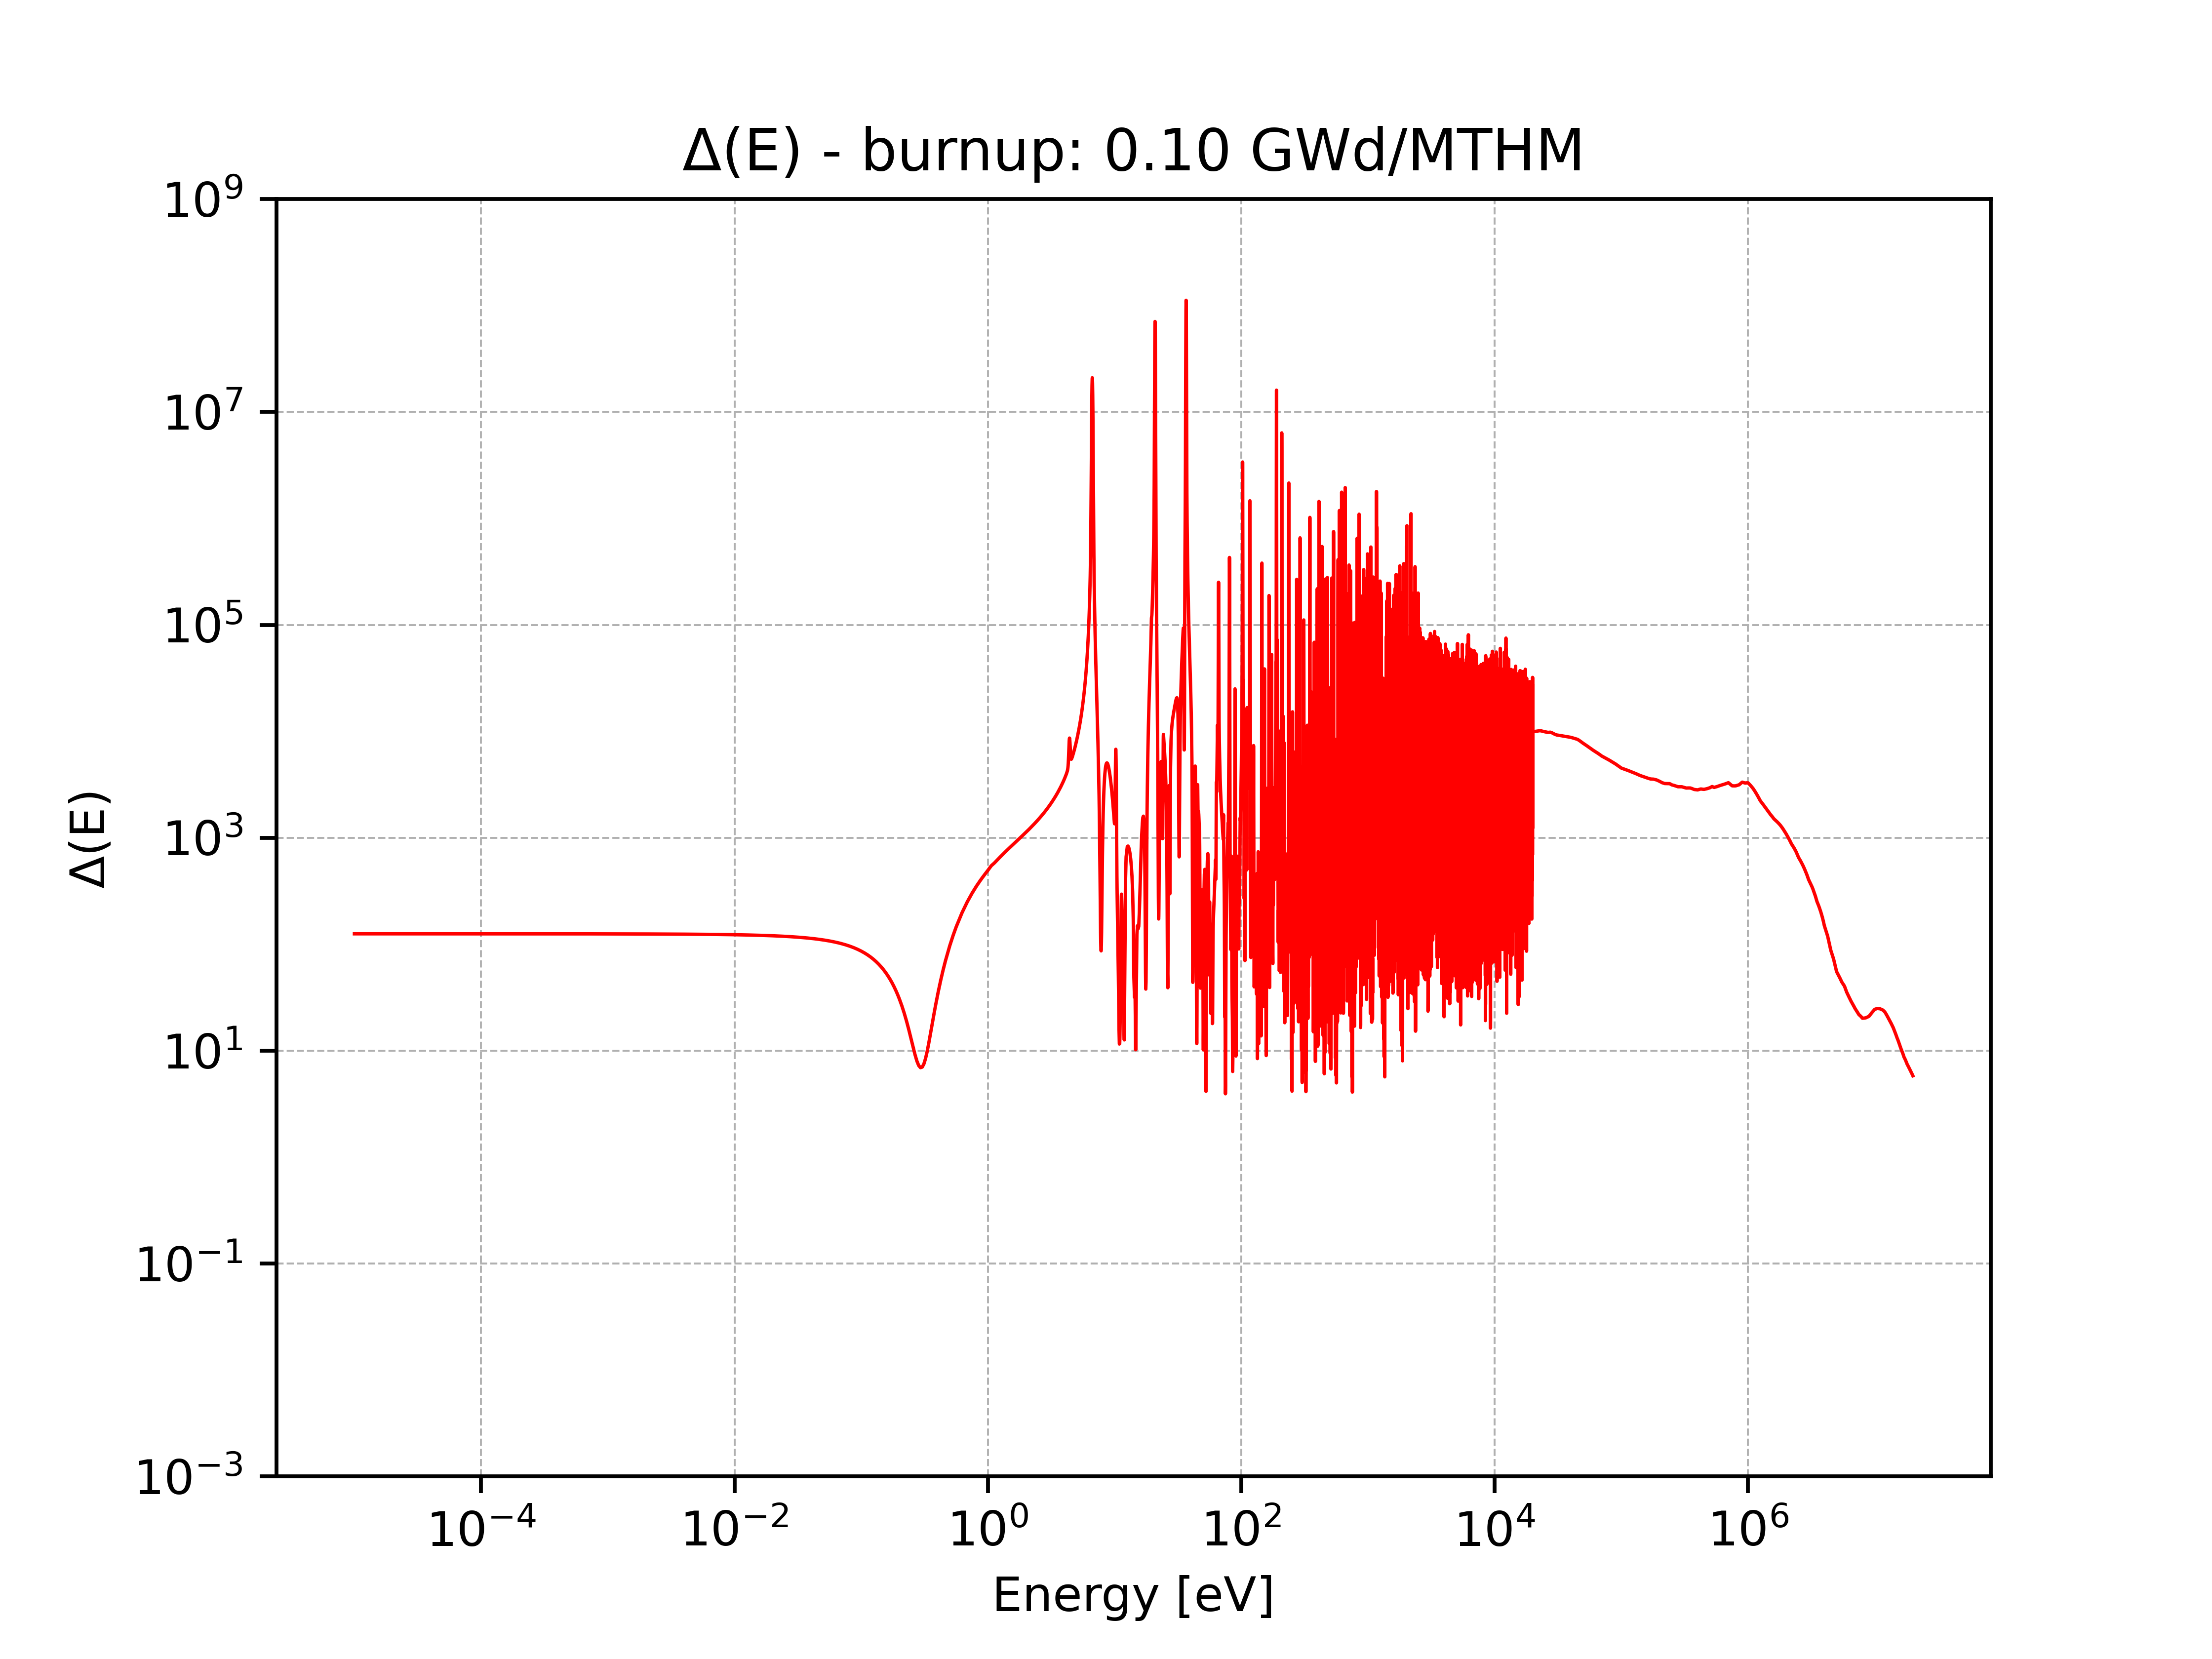 Δ(E) - burnup: 0.10 GWd/MTHM
10⁹
10⁷
10⁵
10³
10¹
10⁻¹
10⁻³
Δ(E)
10⁻⁴ 10⁻² 10⁰ 10² 10⁴ 10⁶
Energy [eV]